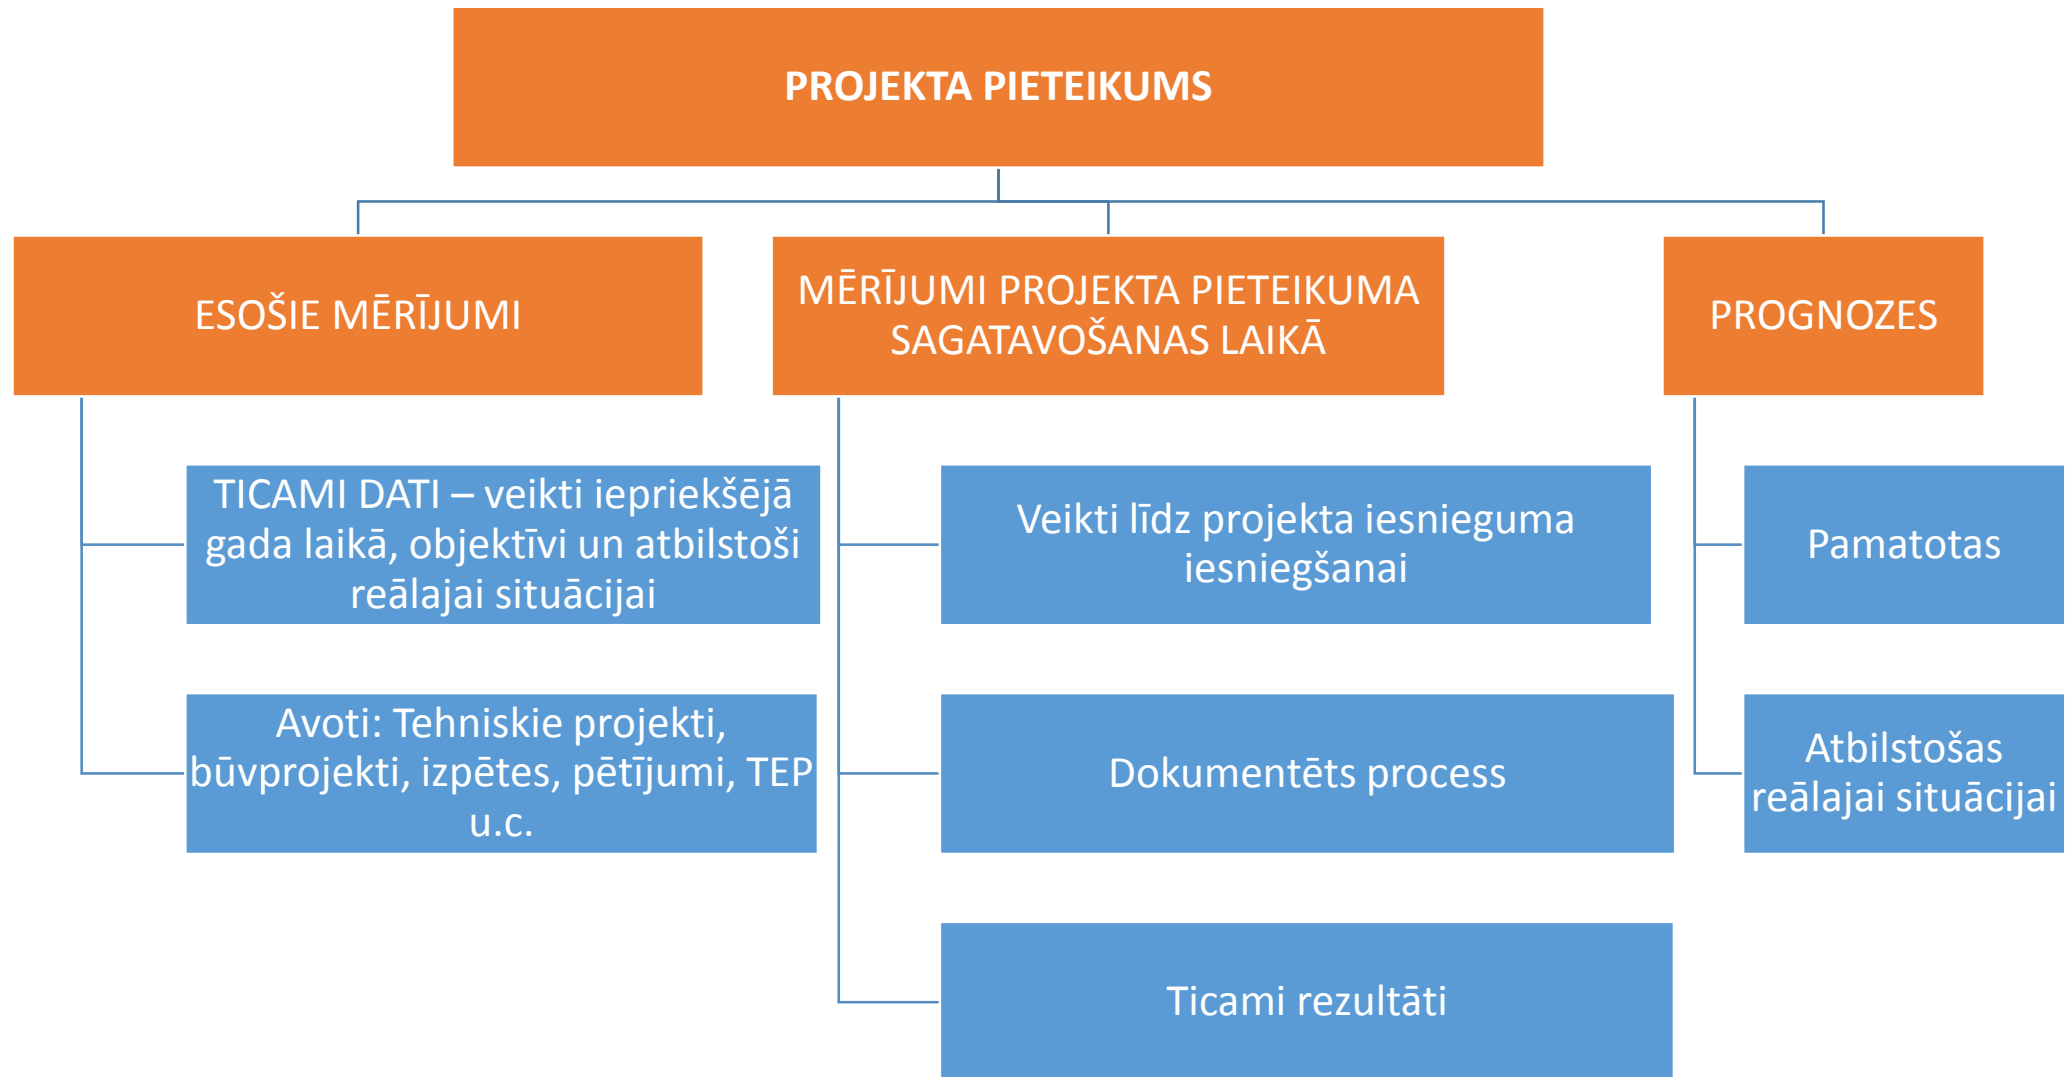 PROJEKTA PIETEIKUMS
ESOŠIE MĒRĪJUMI
MĒRĪJUMI PROJEKTA PIETEIKUMA
SAGATAVOŠANAS LAIKĀ
PROGNOZES
TICAMI DATI – veikti iepriekšējā
gada laikā, objektīvi un atbilstoši
reālajai situācijai
Avoti: Tehniskie projekti,
būvprojekti, izpētes, pētījumi, TEP
u.c.
Veikti līdz projekta iesnieguma
iesniegšanai
Dokumentēts process
Ticami rezultāti
Pamatotas
Atbilstošas
reālajai situācijai